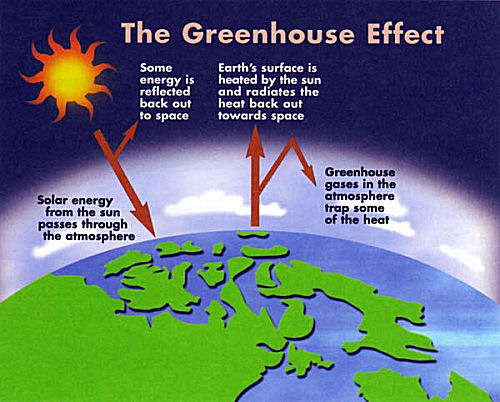 The Greenhouse Effect
Some
energy is
reflected
back out
to space
Earth's surface is
heated by the sun
and radiates the
heat back out
towards space
Solar energy
from the sun
passes through
the atmosphere
Greenhouse
gases in the
atmosphere
trap some
of the heat